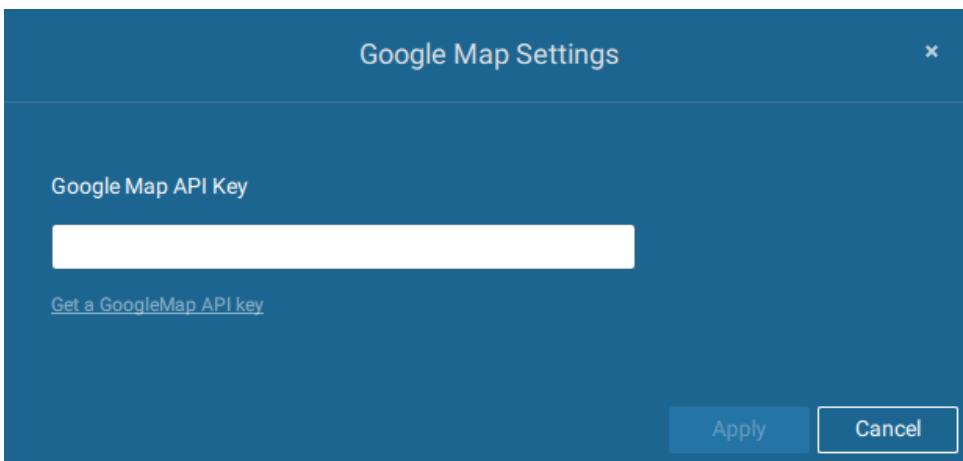 Google Map Settings ×
Google Map API Key
Get a GoogleMap API key
Apply Cancel